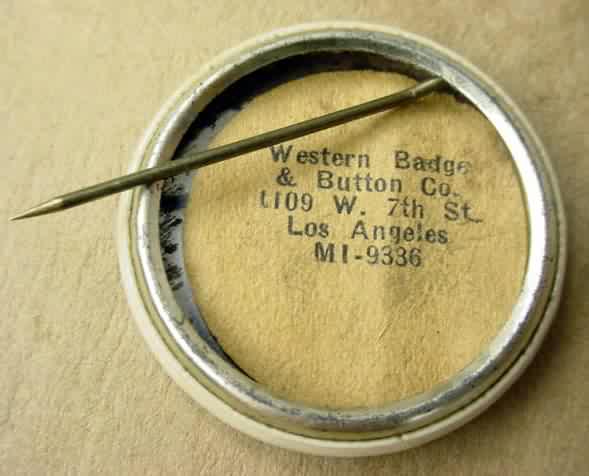 Western Badge
& Button Co.
1109 W. 7th St.
Los Angeles
MI-9336